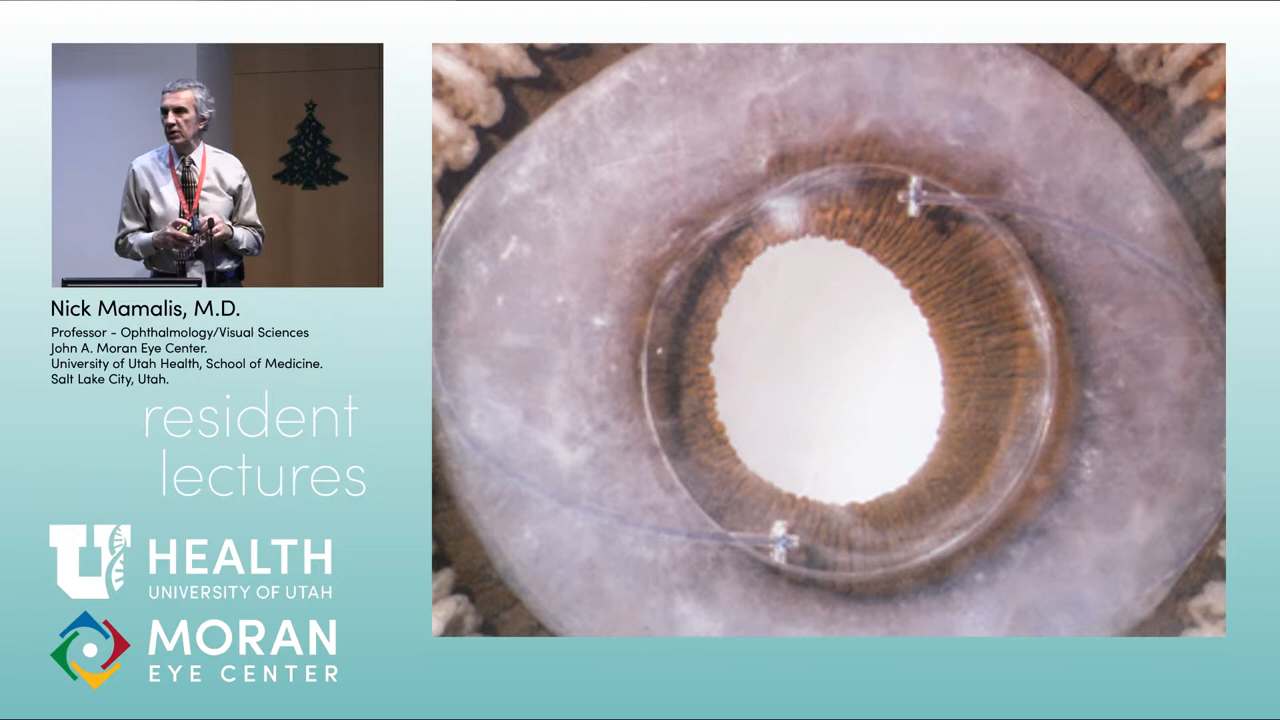 Nick Mamalis, M.D.
Professor - Ophthalmology/Visual Sciences
John A. Moran Eye Center.
University of Utah Health, School of Medicine.
Salt Lake City, Utah.
resident
lectures
U HEALTH
UNIVERSITY OF UTAH
MORAN
EYE CENTER